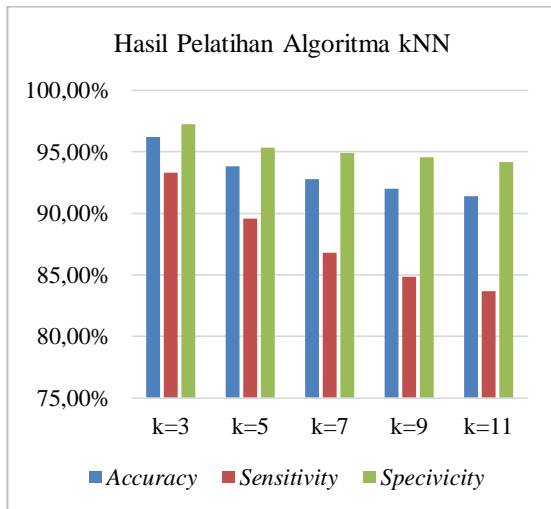 Hasil Pelatihan Algoritma kNN
100,00%
95,00%
90,00%
85,00%
80,00%
75,00%
k=3 k=5 k=7 k=9 k=11
Accuracy Sensitivity Specivicity